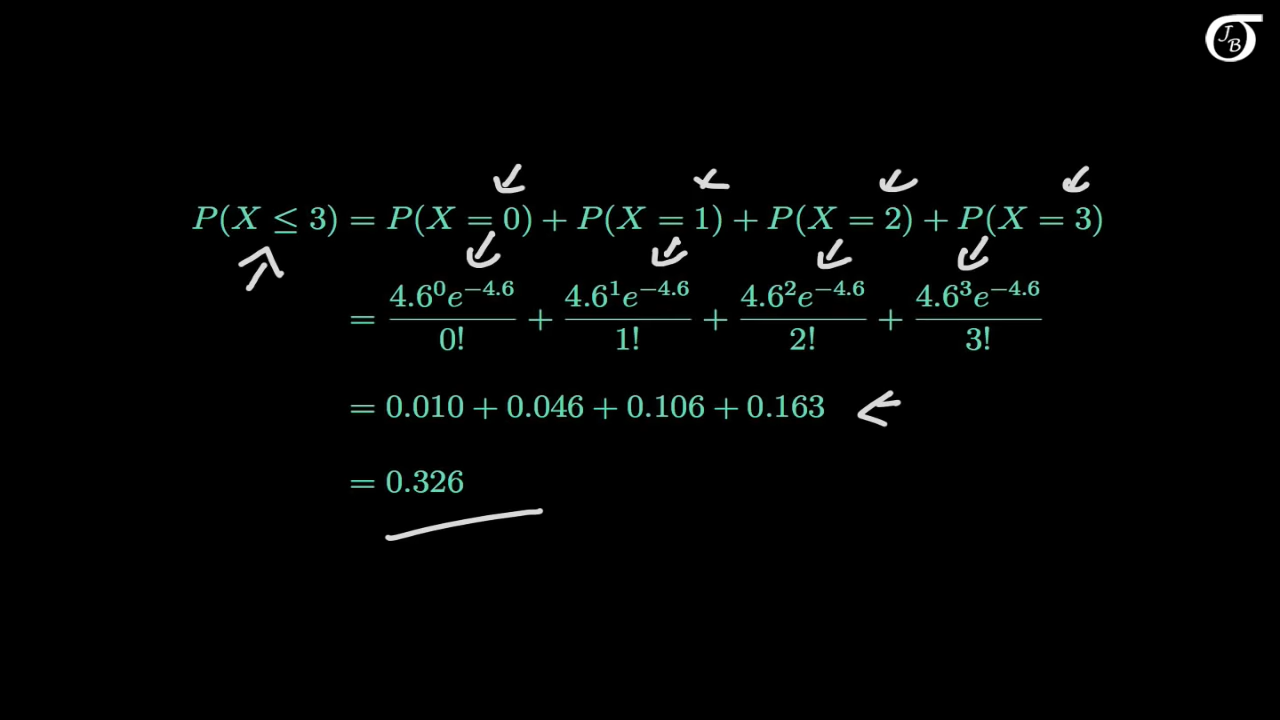 JB
P(X ≤ 3) = P(X = 0) + P(X = 1) + P(X = 2) + P(X = 3)
= 4.6⁰e⁻⁴·⁶/0! + 4.6¹e⁻⁴·⁶/1! + 4.6²e⁻⁴·⁶/2! + 4.6³e⁻⁴·⁶/3!
= 0.010 + 0.046 + 0.106 + 0.163
= 0.326